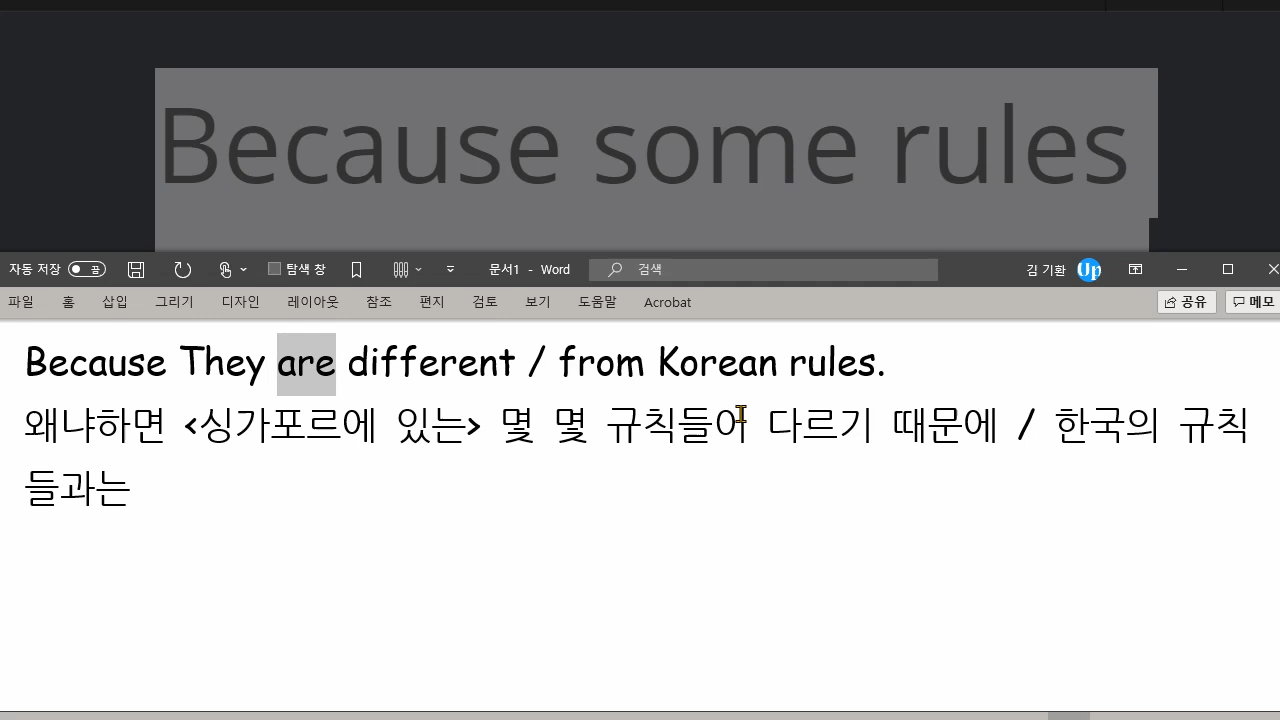 Because some rules
자동 저장 끔 탐색 창 문서1 - Word 검색 김 기환 Up
파일 홈 삽입 그리기 디자인 레이아웃 참조 편지 검토 보기 도움말 Acrobat 공유 메모
Because They are different / from Korean rules.
왜냐하면 <싱가포르에 있는> 몇 몇 규칙들이 다르기 때문에 / 한국의 규칙
들과는